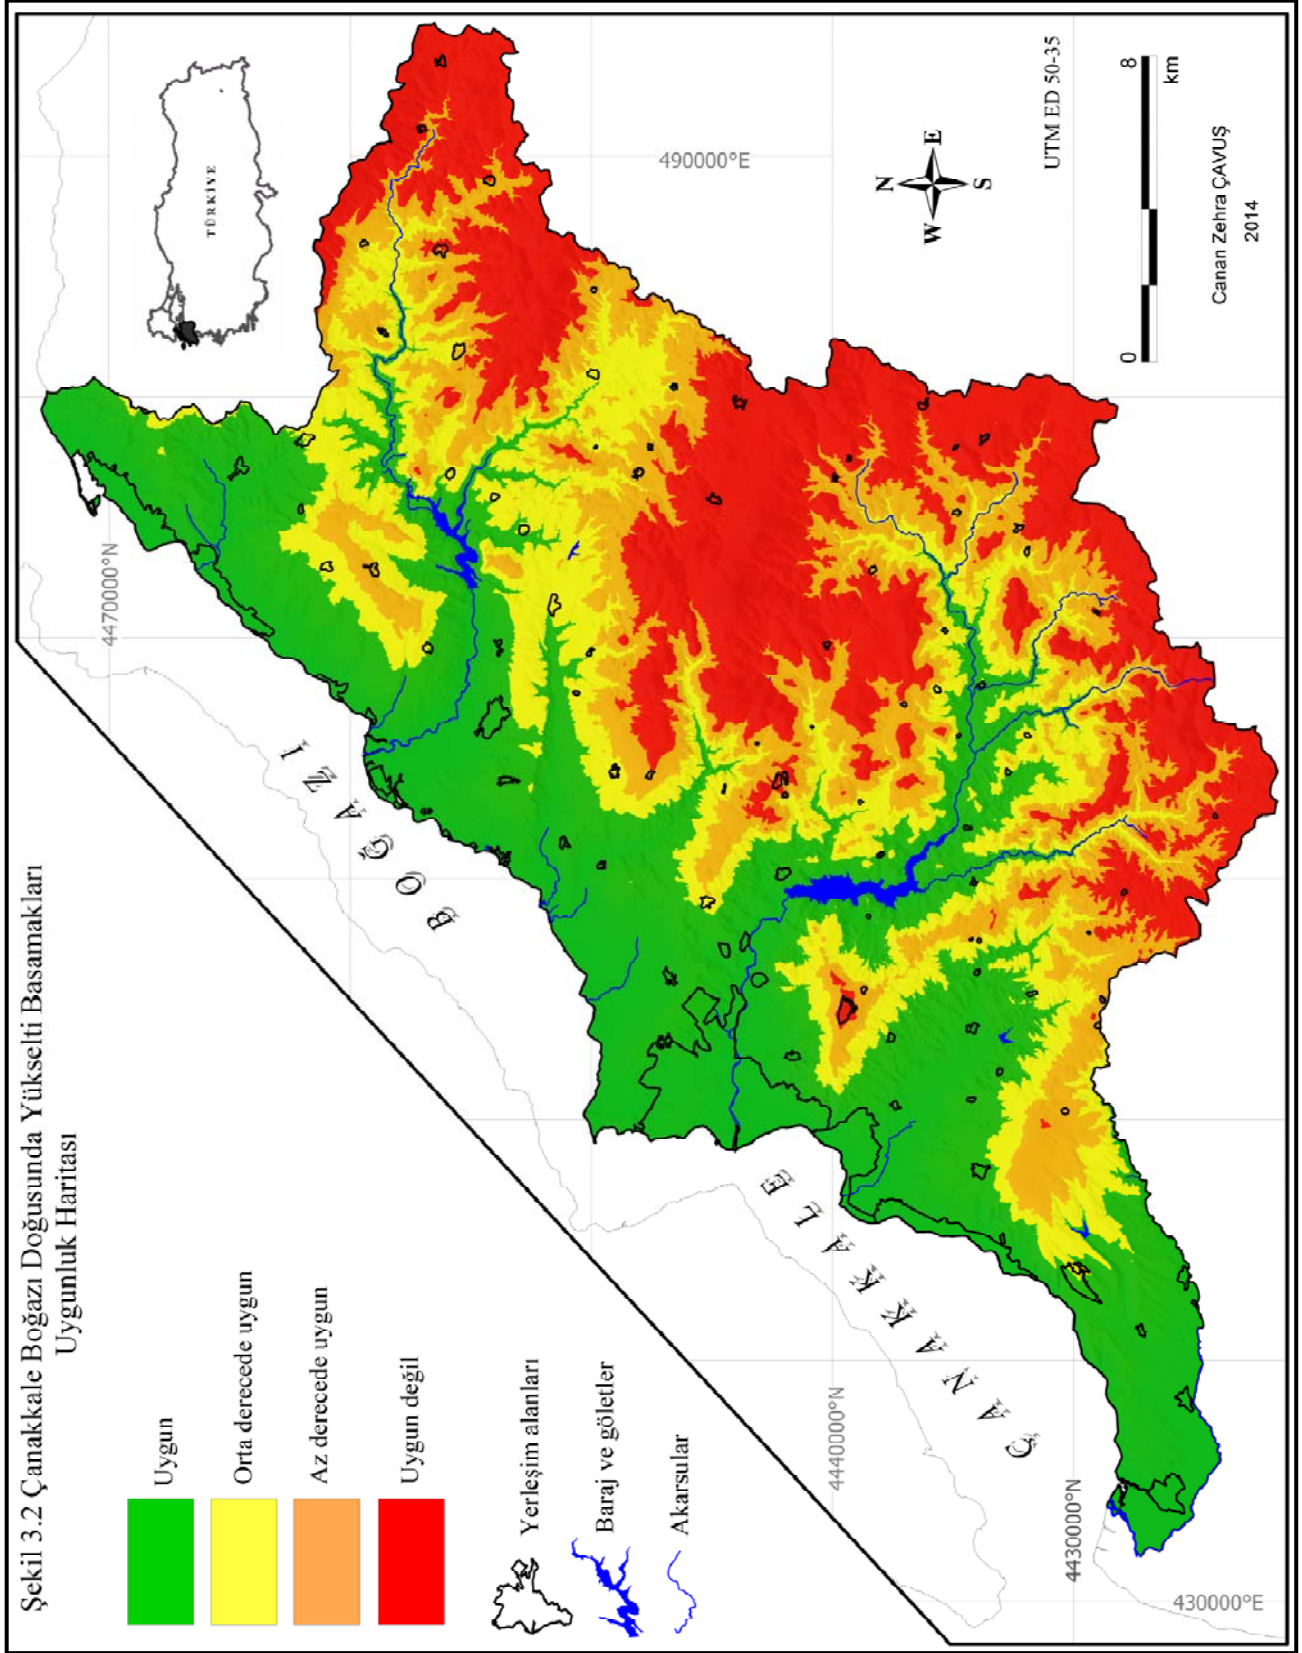 Şekil 3.2 Çanakkale Boğazı Doğusunda Yükselti Basamakları
Uygunluk Haritası
Uygun
Orta derecede uygun
Az derecede uygun
Uygun değil
Yerleşim alanları
Baraj ve göletler
Akarsular
TÜRKİYE
ÇANAKKALE
BOĞAZI
4470000°N
4440000°N
4430000°N
430000°E
490000°E
N
W
E
S
UTM ED 50-35
0
8
km
Canan Zehra ÇAVUŞ
2014